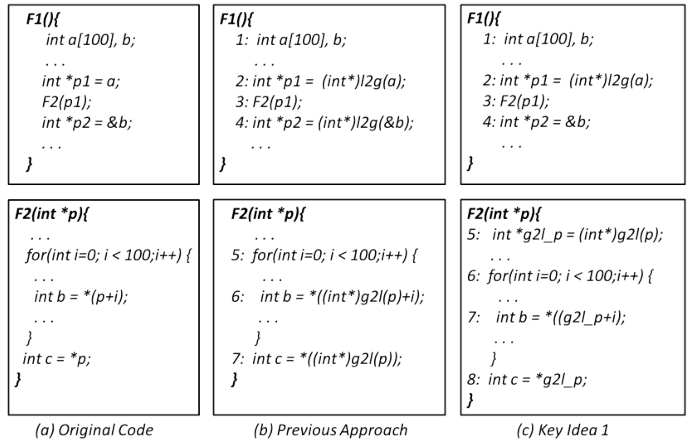 F1(){
int a[100], b;
...
int *p1 = a;
F2(p1);
int *p2 = &b;
...
}
F1(){
1: int a[100], b;
...
2: int *p1 = (int*)l2g(a);
3: F2(p1);
4: int *p2 = (int*)l2g(&b);
...
}
F1(){
1: int a[100], b;
...
2: int *p1 = (int*)l2g(a);
3: F2(p1);
4: int *p2 = &b;
...
}
F2(int *p){
...
for(int i=0; i < 100;i++) {
...
int b = *(p+i);
...
}
int c = *p;
}
F2(int *p){
...
5: for(int i=0; i < 100;i++) {
...
6: int b = *((int*)g2l(p)+i);
...
}
7: int c = *((int*)g2l(p));
}
F2(int *p){
5: int *g2l_p = (int*)g2l(p);
...
6: for(int i=0; i < 100;i++) {
...
7: int b = *((g2l_p+i);
...
}
8: int c = *g2l_p;
}
(a) Original Code
(b) Previous Approach
(c) Key Idea 1